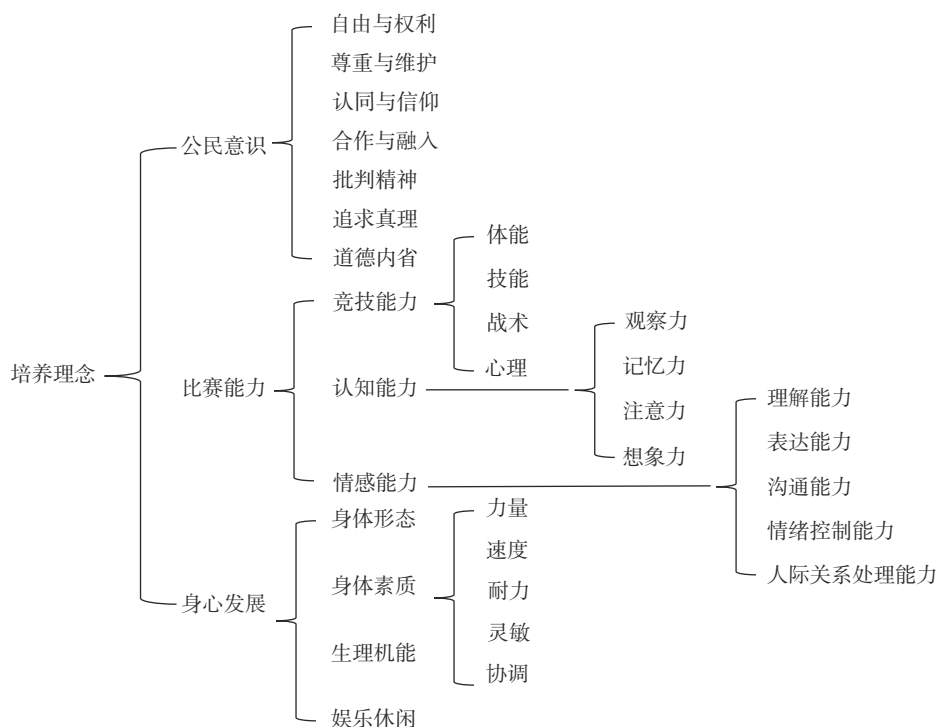 培养理念
公民意识
自由与权利
尊重与维护
认同与信仰
合作与融入
批判精神
追求真理
道德内省
比赛能力
竞技能力
体能
技能
战术
心理
认知能力
观察力
记忆力
注意力
想象力
情感能力
理解能力
表达能力
沟通能力
情绪控制能力
人际关系处理能力
身心发展
身体形态
身体素质
力量
速度
耐力
灵敏
协调
生理机能
娱乐休闲